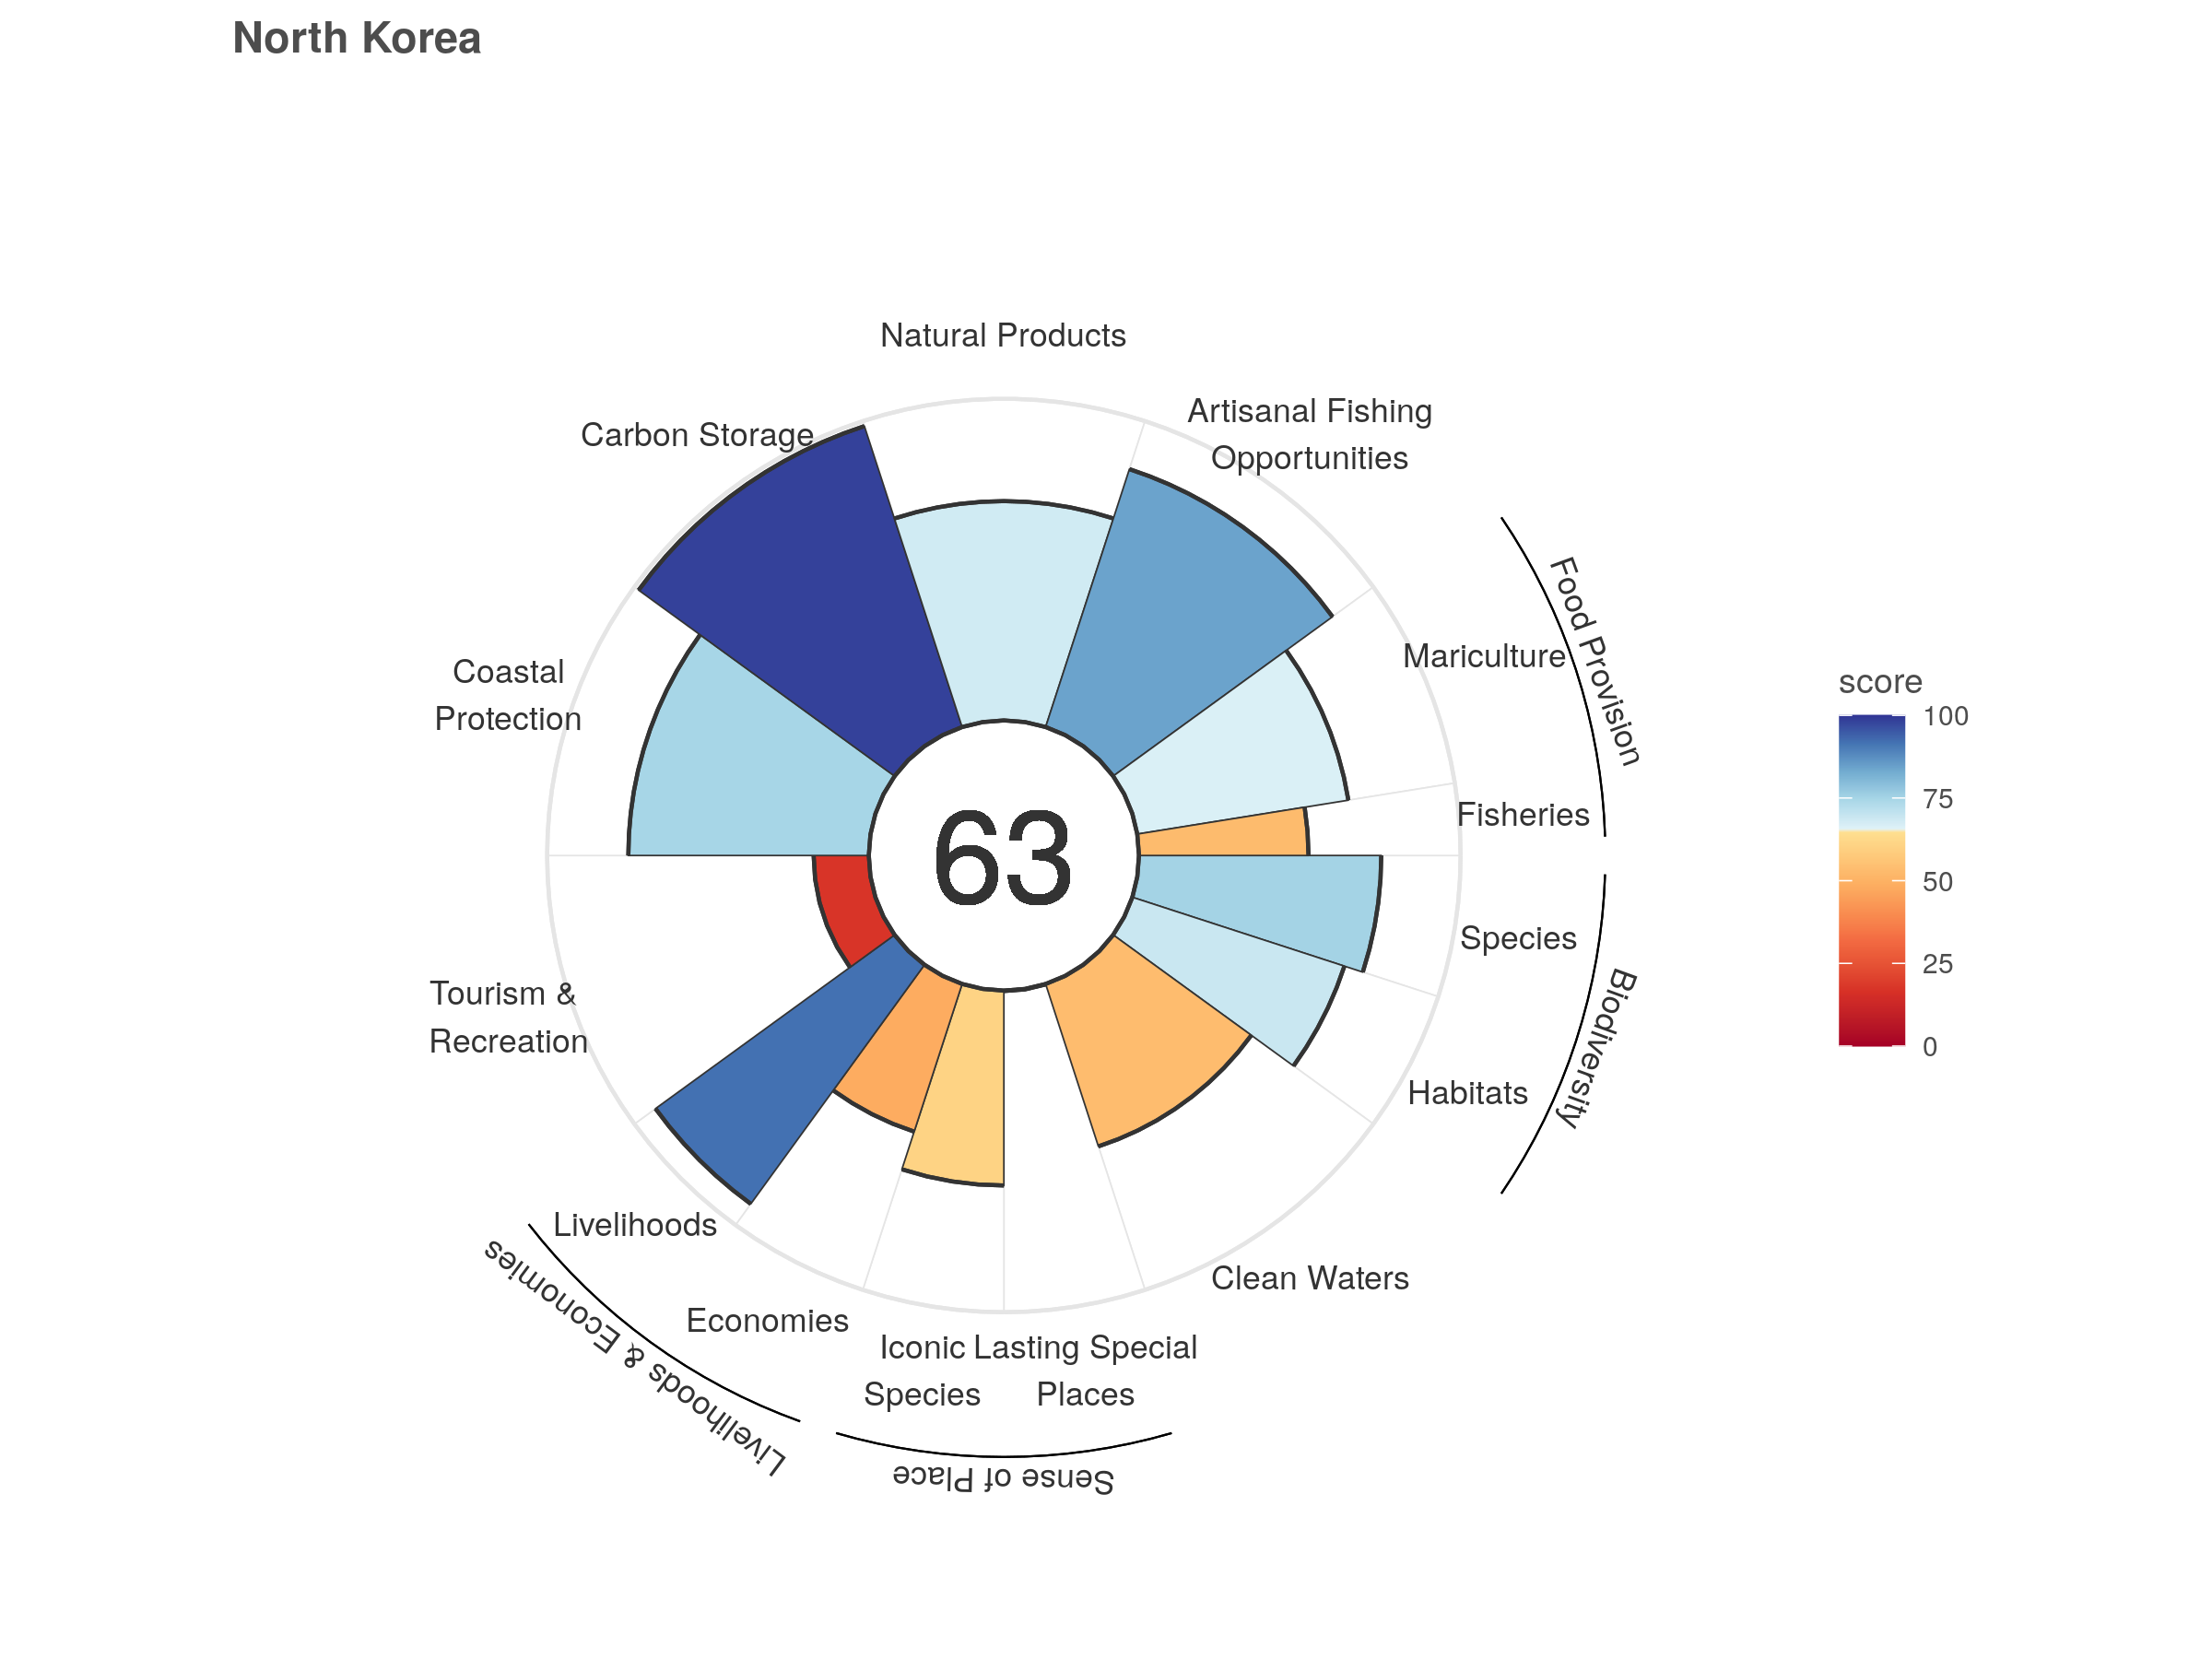 North Korea
Natural Products
Artisanal Fishing
Opportunities
Carbon Storage
Food Provision
Mariculture
Coastal
Protection
score
100
75
50
25
0
Fisheries
63
Species
Biodiversity
Tourism &
Recreation
Habitats
Livelihoods
Livelihoods & Economies
Clean Waters
Economies
Iconic
Species
Lasting Special
Places
Sense of Place